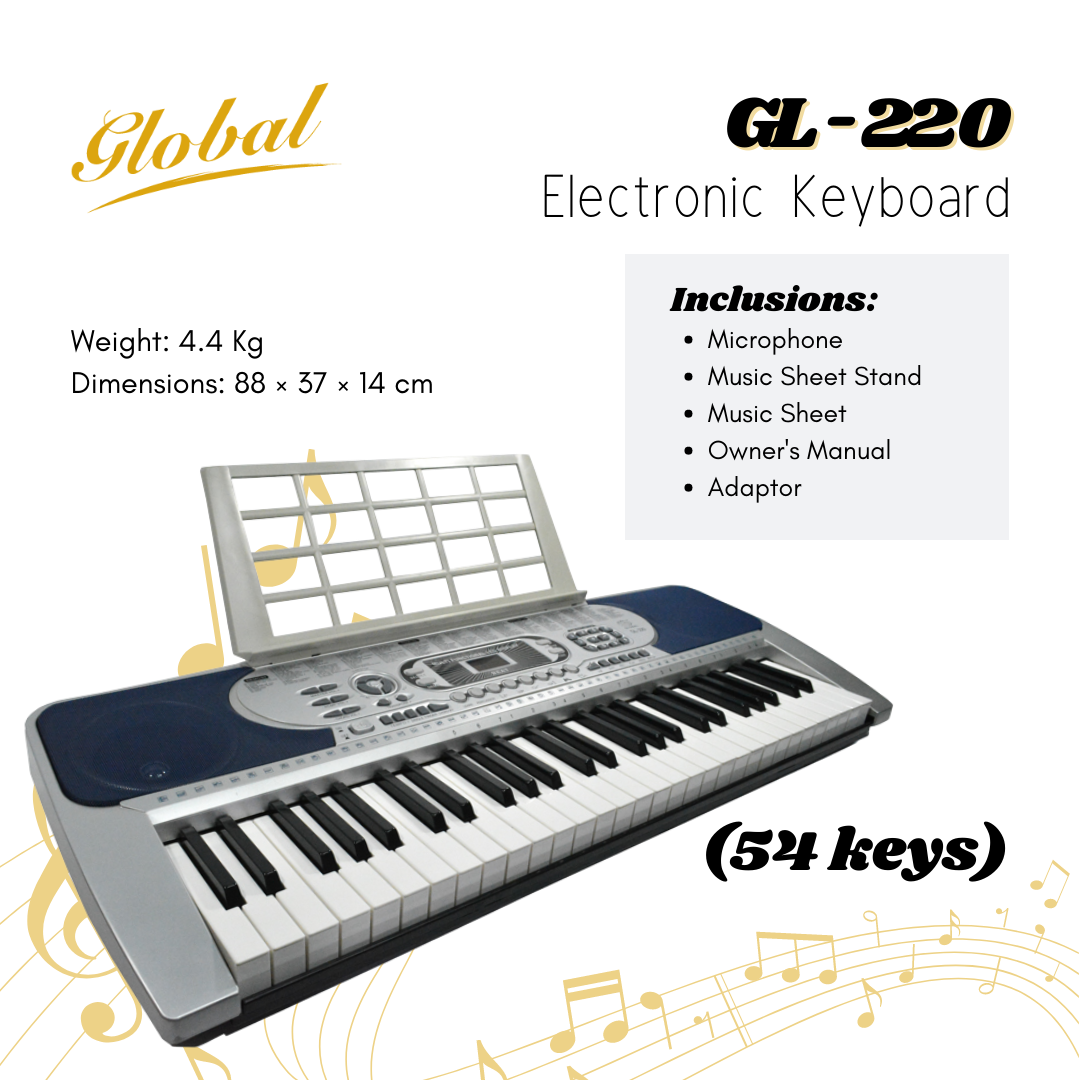 Global
GL-220
Electronic Keyboard
Inclusions:
• Microphone
• Music Sheet Stand
• Music Sheet
• Owner's Manual
• Adaptor
Weight: 4.4 Kg
Dimensions: 88 × 37 × 14 cm
(54 keys)